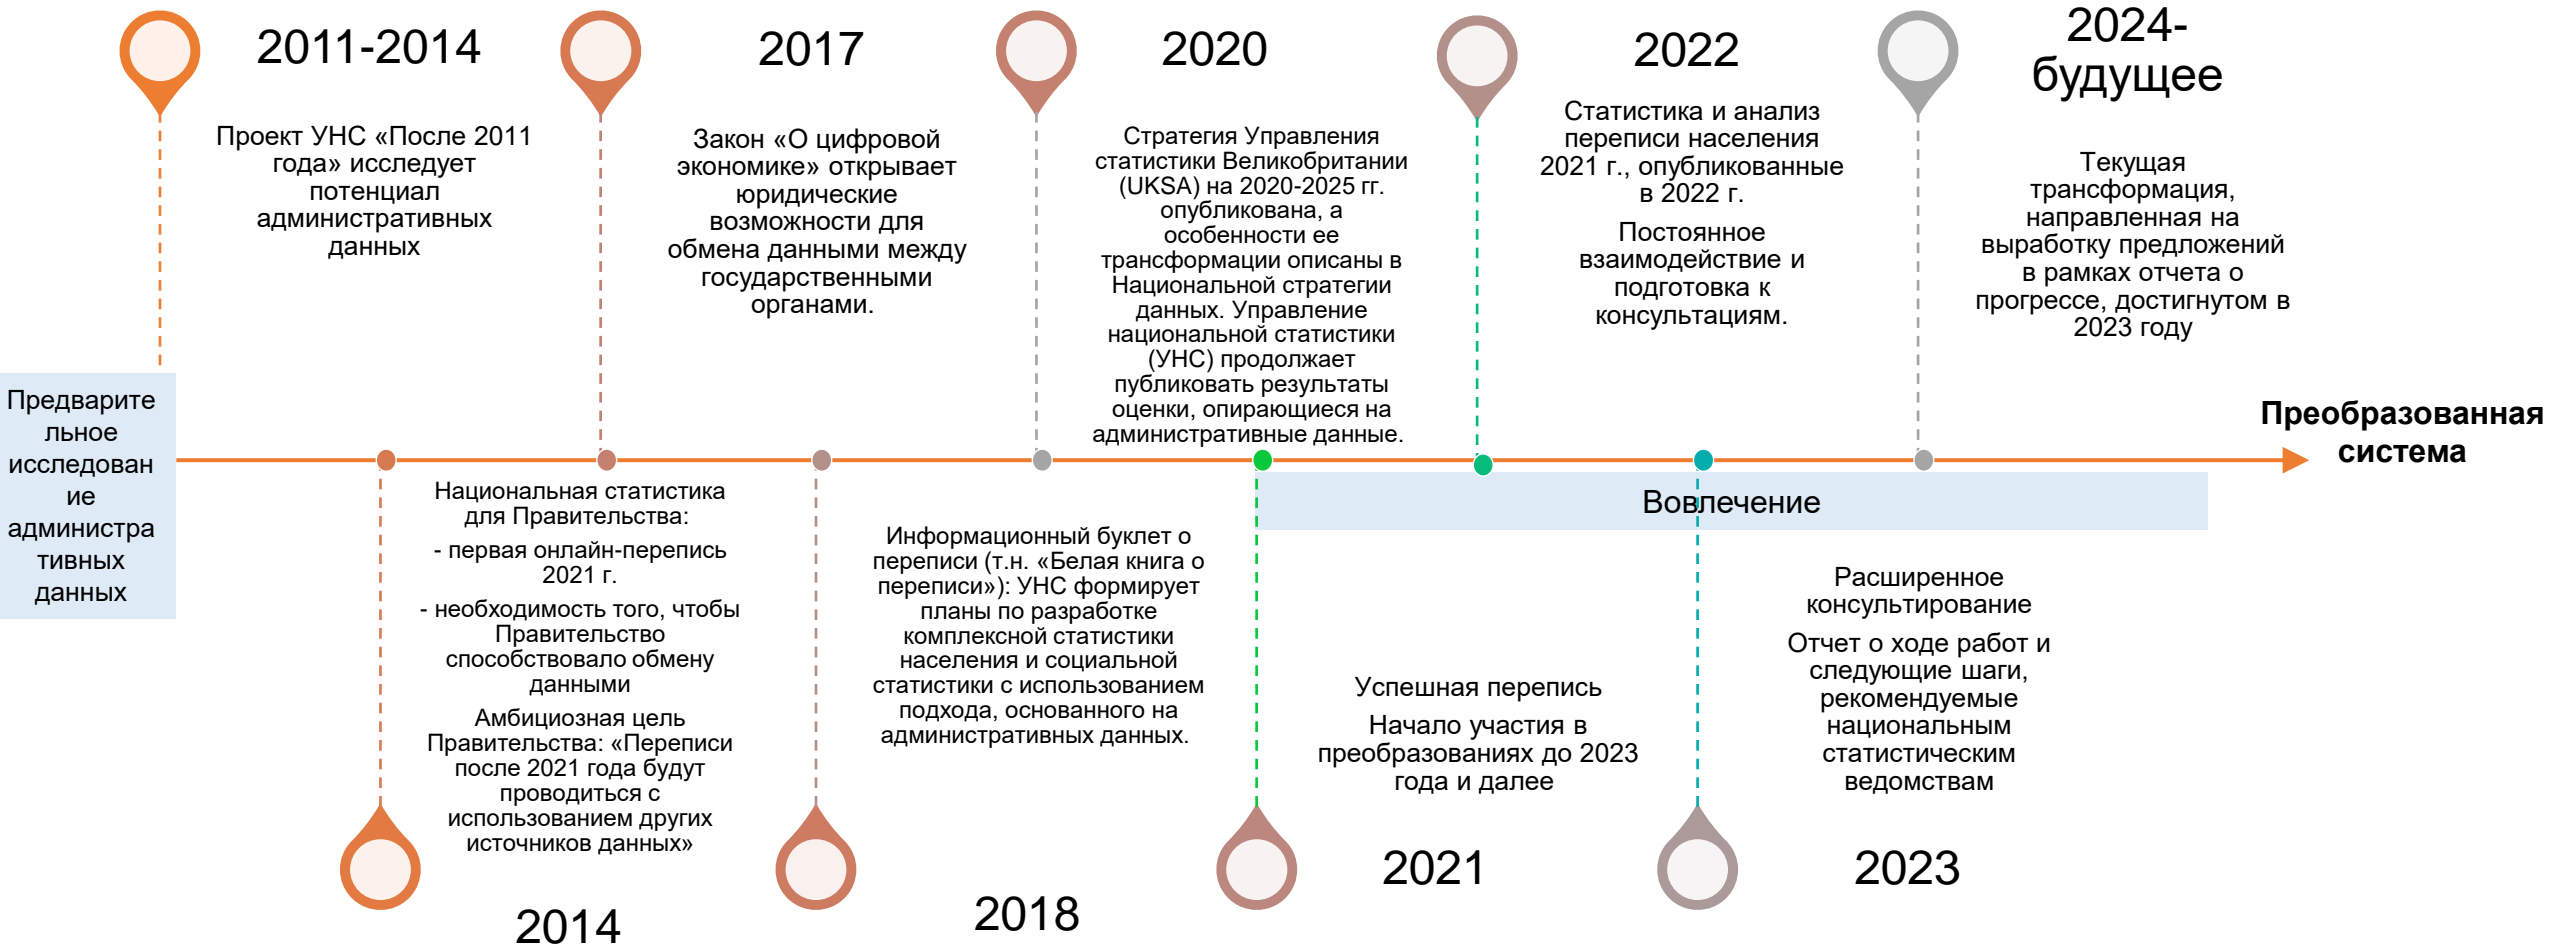 2011-2014
Проект УНС «После 2011
года» исследует
потенциал
административных
данных
2017
Закон «О цифровой
экономике» открывает
юридические
возможности для
обмена данными между
государственными
органами.
2020
Стратегия Управления
статистики Великобритании
(UKSA) на 2020-2025 гг.
опубликована, а
особенности ее
трансформации описаны в
Национальной стратегии
данных. Управление
национальной статистики
(УНС) продолжает
публиковать результаты
оценки, опирающиеся на
административные данные.
2022
Статистика и анализ
переписи населения
2021 г., опубликованные
в 2022 г.
Постоянное
взаимодействие и
подготовка к
консультациям.
2024-
будущее
Текущая
трансформация,
направленная на
выработку предложений
в рамках отчета о
прогрессе, достигнутом в
2023 году
Предварите
льное
исследован
ие
администра
тивных
данных
Преобразованная
система
Вовлечение
Национальная статистика
для Правительства:
- первая онлайн-перепись
2021 г.
- необходимость того, чтобы
Правительство
способствовало обмену
данными
Амбициозная цель
Правительства: «Переписи
после 2021 года будут
проводиться с
использованием других
источников данных»
2014
Информационный буклет о
переписи (т.н. «Белая книга о
переписи»): УНС формирует
планы по разработке
комплексной статистики
населения и социальной
статистики с использованием
подхода, основанного на
административных данных.
2018
Успешная перепись
Начало участия в
преобразованиях до 2023
года и далее
2021
Расширенное
консультирование
Отчет о ходе работ и
следующие шаги,
рекомендуемые
национальным
статистическим
ведомствам
2023